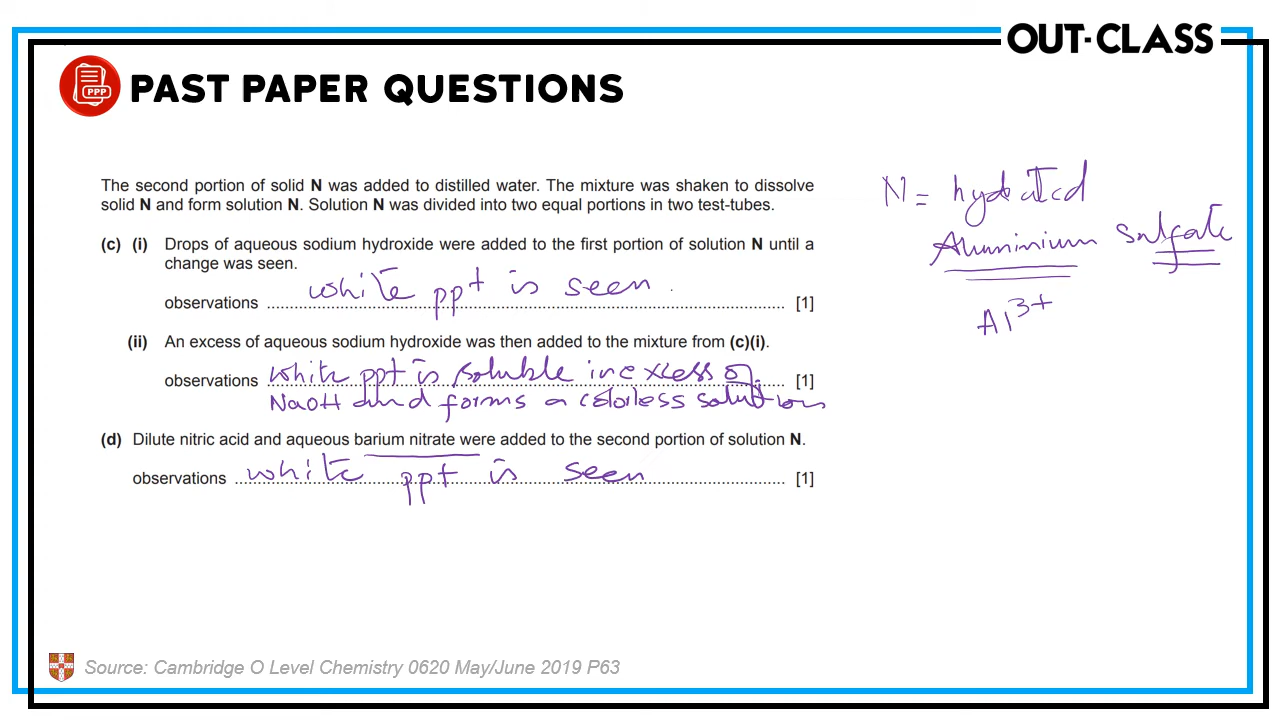 OUT-CLASS
PPP
PAST PAPER QUESTIONS
The second portion of solid N was added to distilled water. The mixture was shaken to dissolve
solid N and form solution N. Solution N was divided into two equal portions in two test-tubes.
(c) (i) Drops of aqueous sodium hydroxide were added to the first portion of solution N until a
change was seen.
white ppt is seen.
observations [1]
(ii) An excess of aqueous sodium hydroxide was then added to the mixture from (c)(i).
observations white ppt is soluble in excess of [1]
NaOH and forms a colorless solution
(d) Dilute nitric acid and aqueous barium nitrate were added to the second portion of solution N.
observations white ppt is seen [1]
N = hydrated
Aluminium sulfate
Al3+
Source: Cambridge O Level Chemistry 0620 May/June 2019 P63